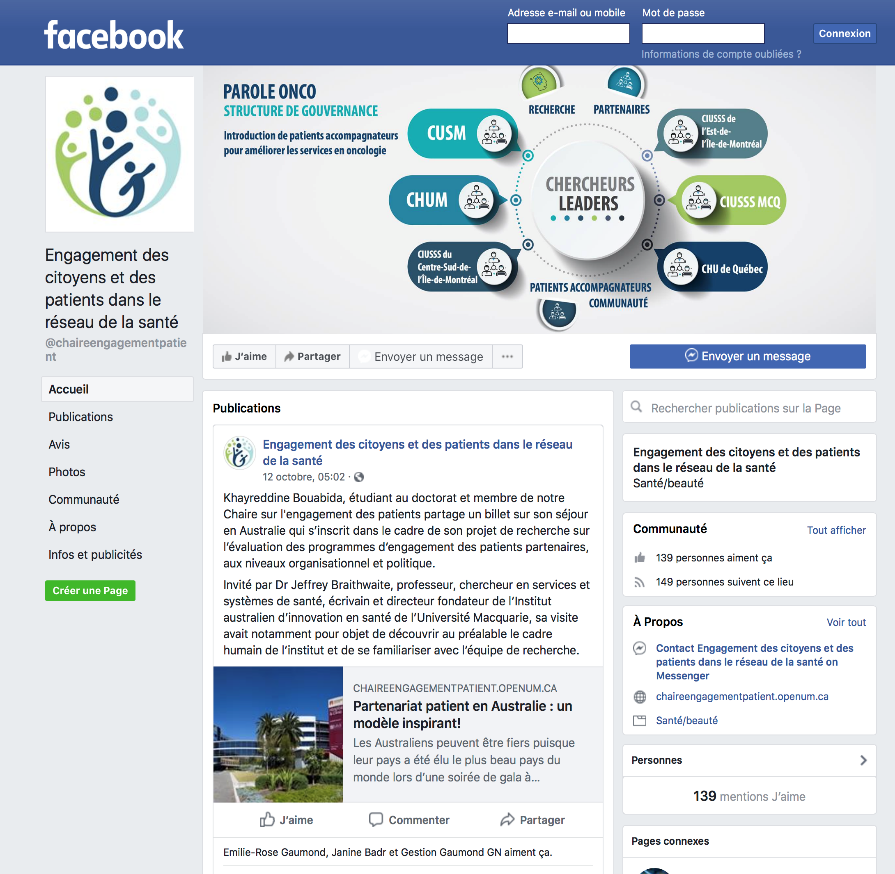 facebook
Adresse e-mail ou mobile
Mot de passe
Connexion
Informations de compte oubliées ?
PAROLE ONCO
STRUCTURE DE GOUVERNANCE
Introduction de patients accompagnateurs
pour améliorer les services en oncologie
RECHERCHE
PARTENAIRES
CUSM
CIUSSS de
l'Est-de-
l'Île-de-Montréal
CHERCHEURS
LEADERS
CHUM
CIUSSS MCQ
CIUSSS du
Centre-Sud-de-
l'Île-de-Montréal
CHU de Québec
PATIENTS ACCOMPAGNATEURS
COMMUNAUTÉ
Engagement des
citoyens et des
patients dans le
réseau de la santé
@chaireengagementpatie
nt
Accueil
Publications
Avis
Photos
Communauté
À propos
Infos et publicités
Créer une Page
J'aime
Partager
Envoyer un message
...
Envoyer un message
Publications
Engagement des citoyens et des patients dans le réseau
de la santé
12 octobre, 05:02 ·
Khayreddine Bouabida, étudiant au doctorat et membre de notre
Chaire sur l'engagement des patients partage un billet sur son séjour
en Australie qui s'inscrit dans le cadre de son projet de recherche sur
l'évaluation des programmes d'engagement des patients partenaires,
aux niveaux organisationnel et politique.
Invité par Dr Jeffrey Braithwaite, professeur, chercheur en services et
systèmes de santé, écrivain et directeur fondateur de l'Institut
australien d'innovation en santé de l'Université Macquarie, sa visite
avait notamment pour objet de découvrir au préalable le cadre
humain de l'institut et de se familiariser avec l'équipe de recherche.
CHAIREENGAGEMENTPATIENT.OPENUM.CA
Partenariat patient en Australie : un
modèle inspirant!
Les Australiens peuvent être fiers puisque
leur pays a été élu le plus beau pays du
monde lors d'une soirée de gala à...
J'aime
Commenter
Partager
Emilie-Rose Gaumond, Janine Badr et Gestion Gaumond GN aiment ça.
Rechercher publications sur la Page
Engagement des citoyens et des patients
dans le réseau de la santé
Santé/beauté
Communauté
Tout afficher
139 personnes aiment ça
149 personnes suivent ce lieu
À Propos
Voir tout
Contact Engagement des citoyens et des
patients dans le réseau de la santé on
Messenger
chaireengagementpatient.openum.ca
Santé/beauté
Personnes
139 mentions J'aime
Pages connexes